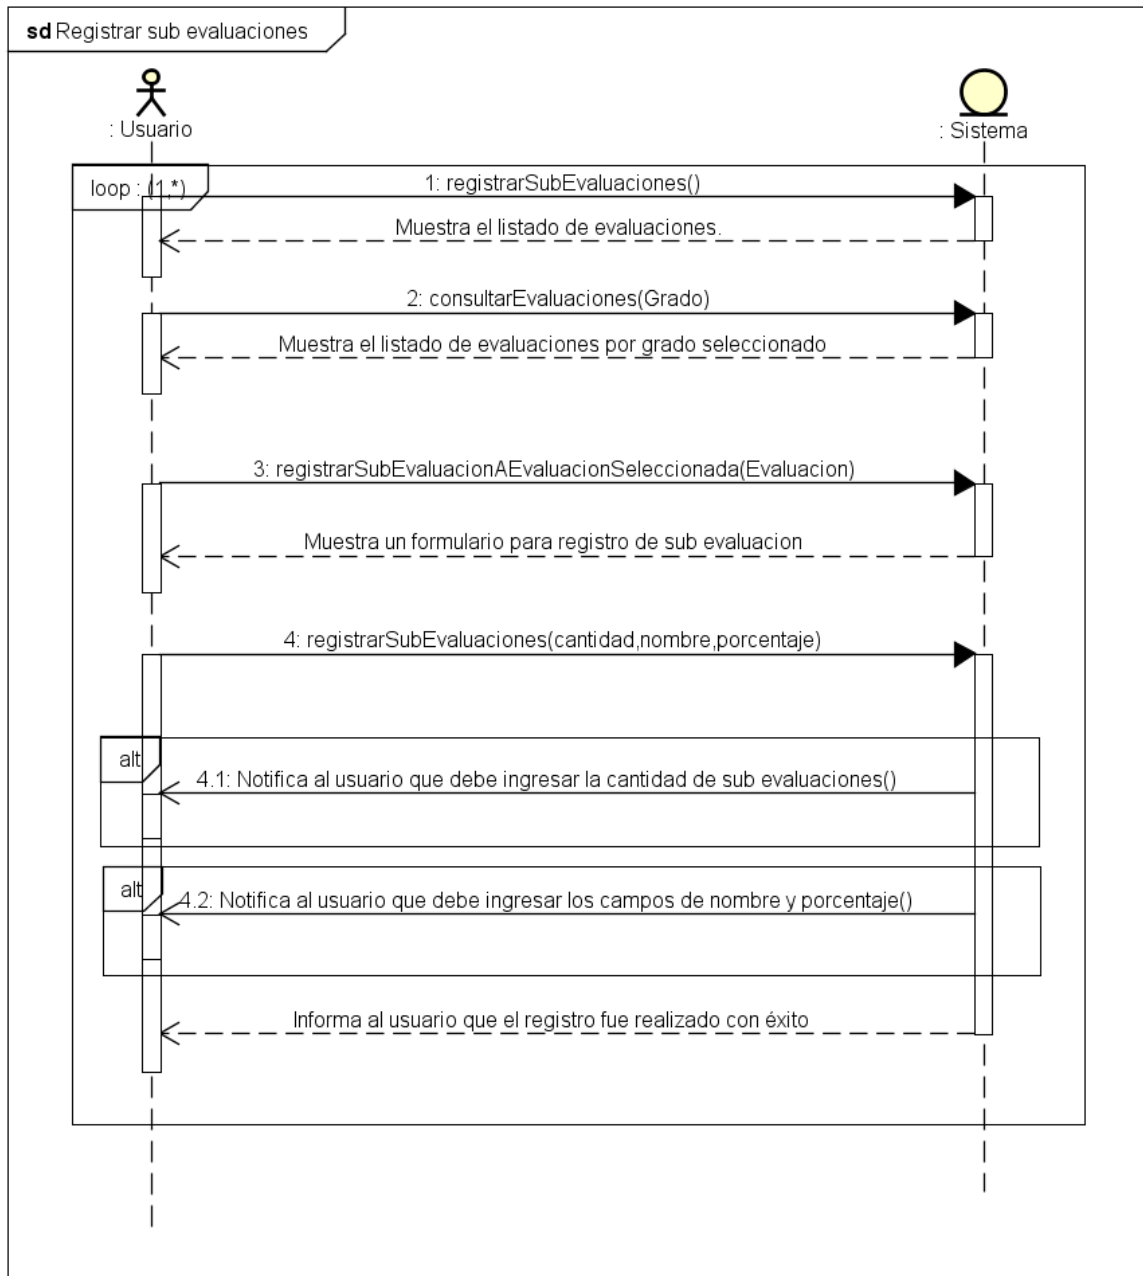 sd Registrar sub evaluaciones
: Usuario
: Sistema
loop : (1,*)
1: registrarSubEvaluaciones()
Muestra el listado de evaluaciones.
2: consultarEvaluaciones(Grado)
Muestra el listado de evaluaciones por grado seleccionado
3: registrarSubEvaluacionAEvaluacionSeleccionada(Evaluacion)
Muestra un formulario para registro de sub evaluacion
4: registrarSubEvaluaciones(cantidad,nombre,porcentaje)
alt
4.1: Notifica al usuario que debe ingresar la cantidad de sub evaluaciones()
alt
4.2: Notifica al usuario que debe ingresar los campos de nombre y porcentaje()
Informa al usuario que el registro fue realizado con éxito